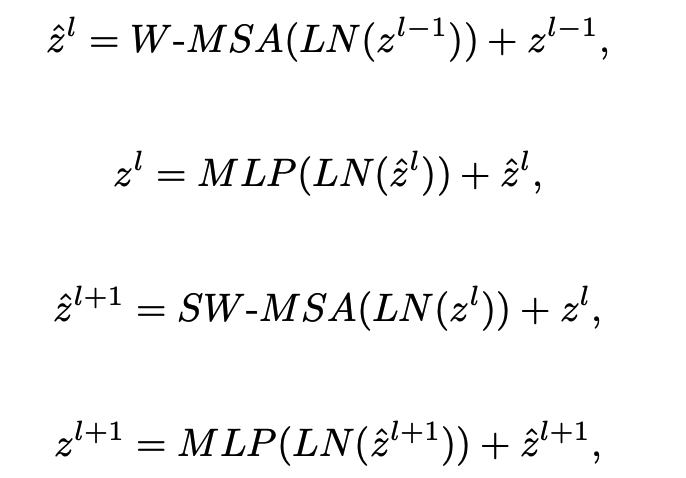 ẑ^l = W-MSA(LN(z^{l−1})) + z^{l−1},
z^l = MLP(LN(ẑ^l)) + ẑ^l,
ẑ^{l+1} = SW-MSA(LN(z^l)) + z^l,
z^{l+1} = MLP(LN(ẑ^{l+1})) + ẑ^{l+1},